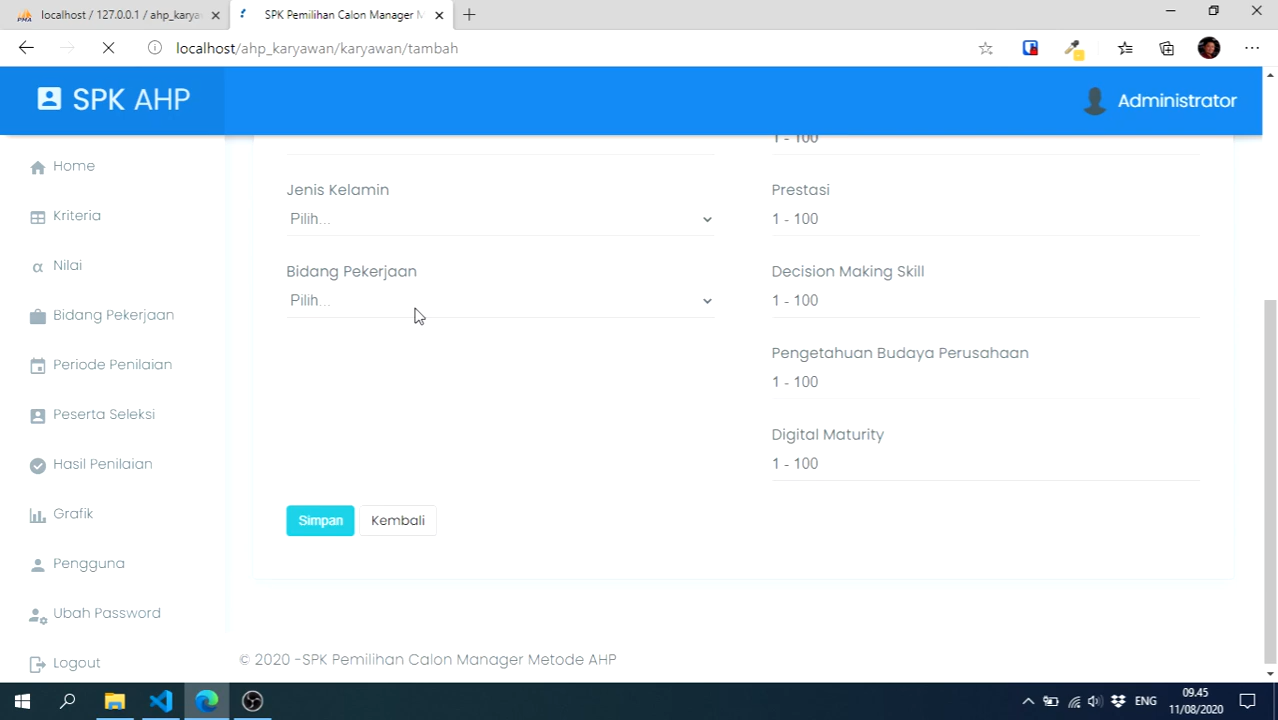 localhost / 127.0.0.1 / ahp_karya
SPK Pemilihan Calon Manager M
localhost/ahp_karyawan/karyawan/tambah
SPK AHP
Administrator
Home
Kriteria
Nilai
Bidang Pekerjaan
Periode Penilaian
Peserta Seleksi
Hasil Penilaian
Grafik
Pengguna
Ubah Password
Logout
Jenis Kelamin
Pilih...
Bidang Pekerjaan
Pilih...
1 - 100
Prestasi
1 - 100
Decision Making Skill
1 - 100
Pengetahuan Budaya Perusahaan
1 - 100
Digital Maturity
1 - 100
Simpan
Kembali
© 2020 -SPK Pemilihan Calon Manager Metode AHP
ENG
09.45
11/08/2020